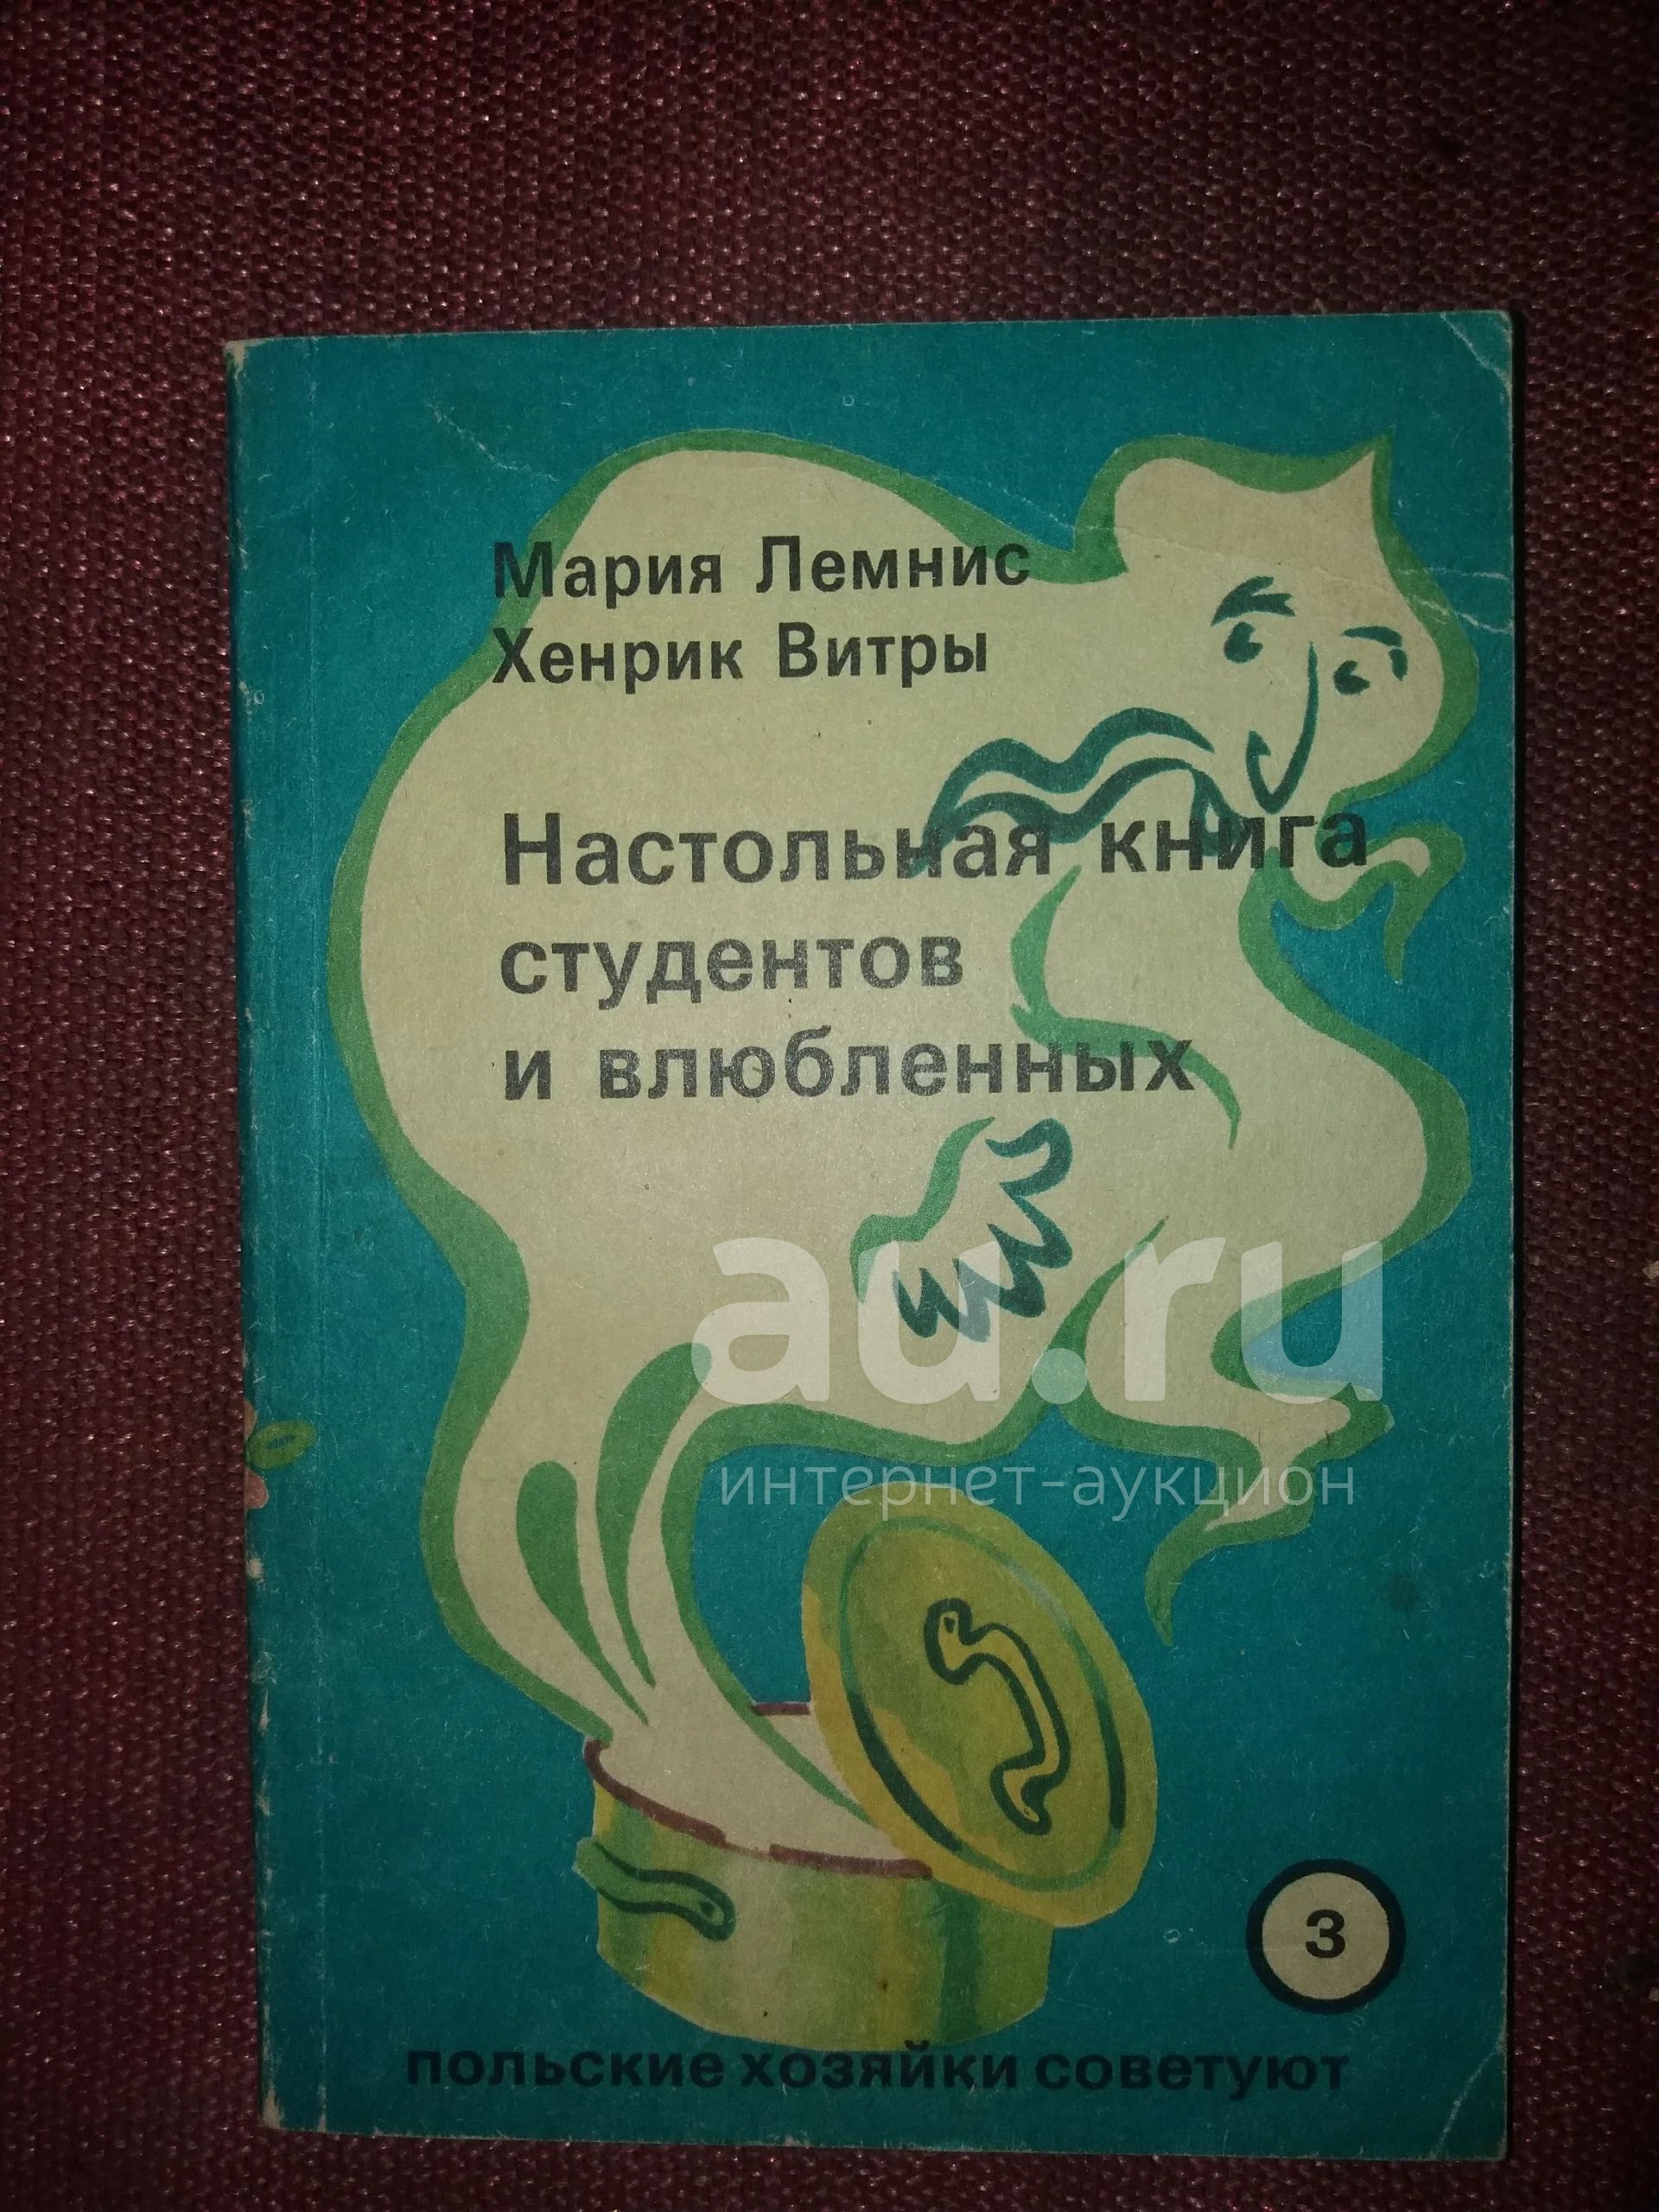 Мария Лемнис
Хенрик Витры
Настольная книга
студентов
и влюбленных
au.ru
интернет-аукцион
3
польские хозяйки советуют